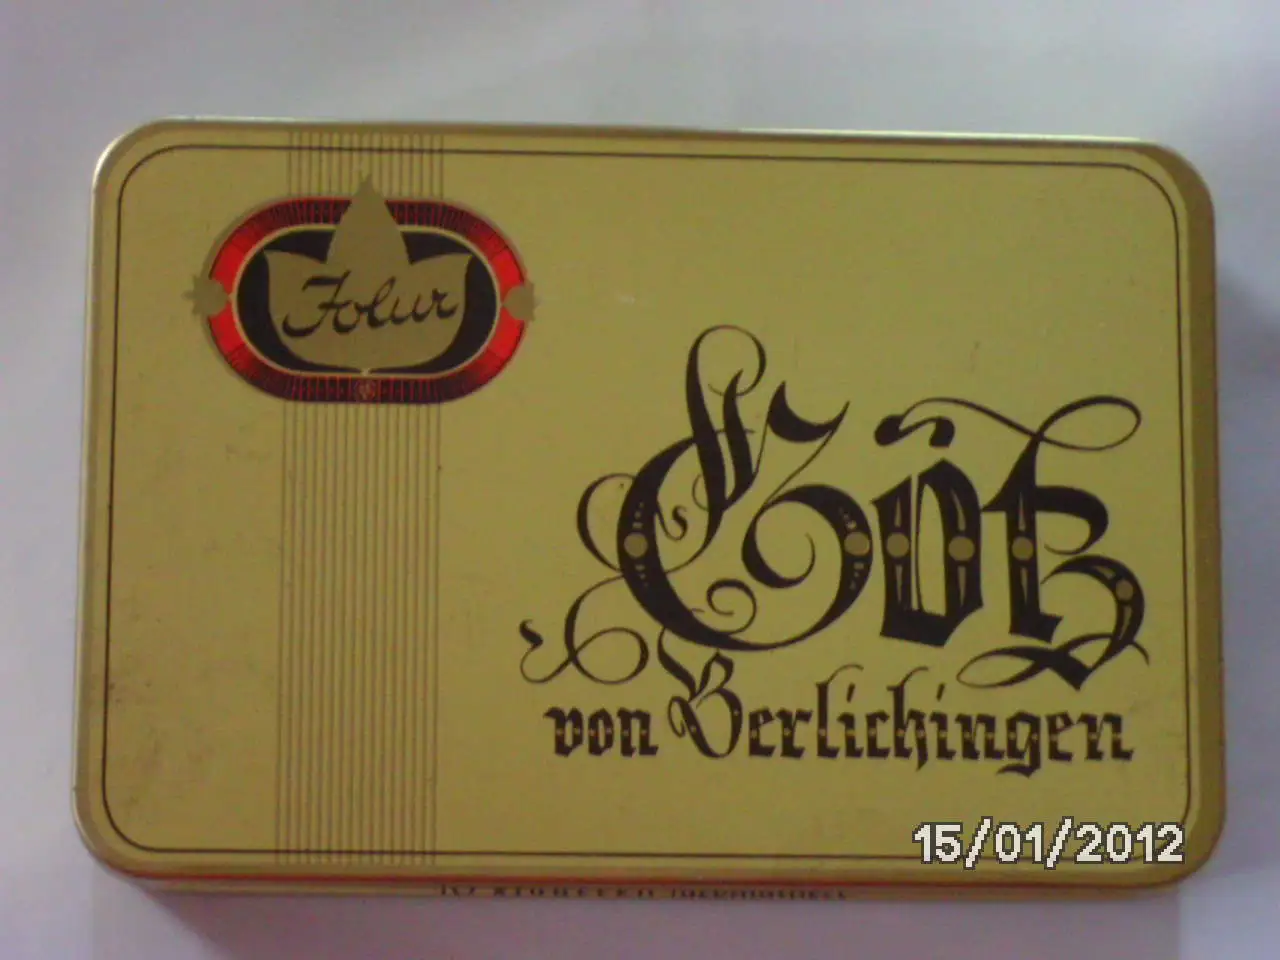 Folur
Götz
von Berlichingen
15/01/2012